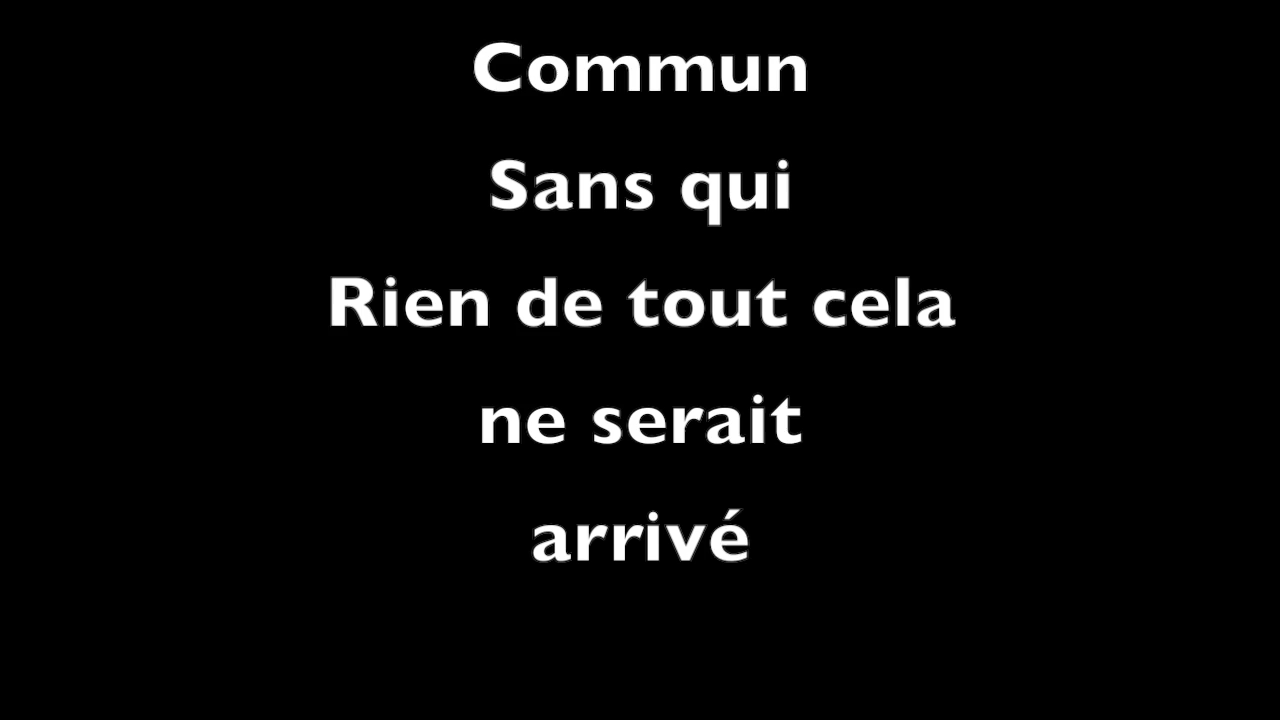 Commun
Sans qui
Rien de tout cela
ne serait
arrivé